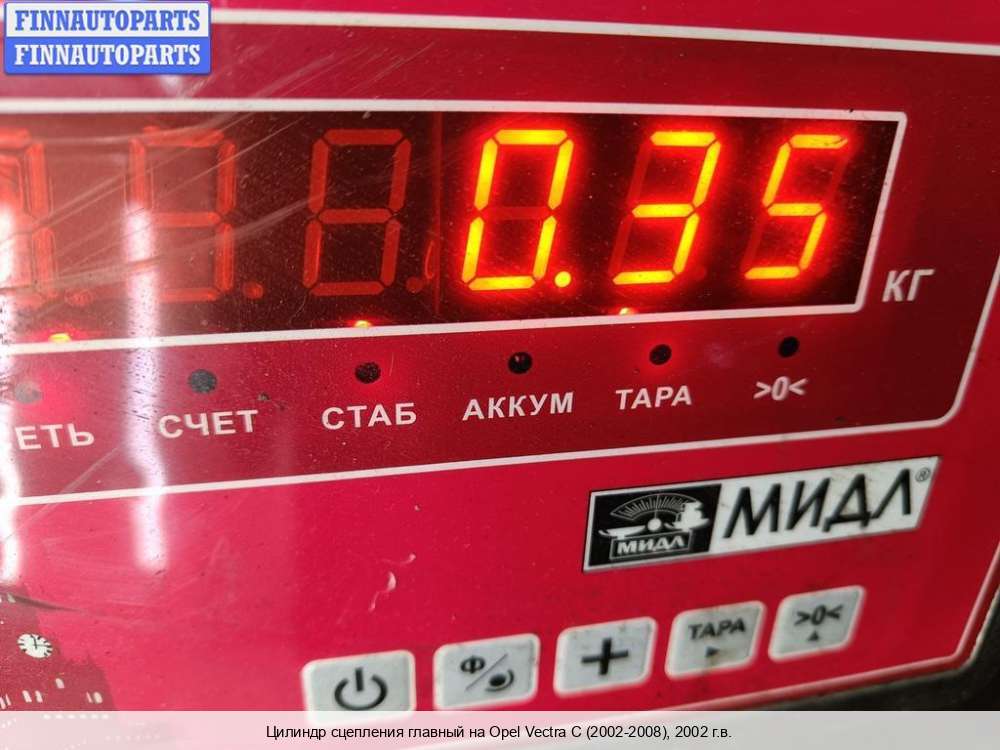 FINNAUTOPARTS
FINNAUTOPARTS
0.35
КГ
ЕТЬ СЧЕТ СТАБ АККУМ ТАРА >0<
МИДЛ МИДЛ®
Ф ТАРА >0<
Цилиндр сцепления главный на Opel Vectra C (2002-2008), 2002 г.в.